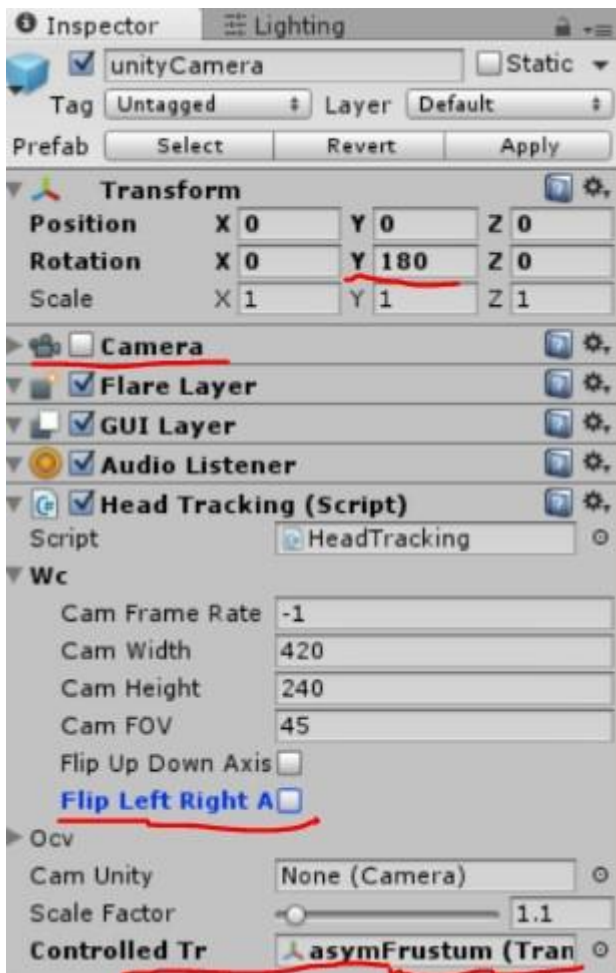 Inspector Lighting
unityCamera Static
Tag Untagged Layer Default
Prefab Select Revert Apply
Transform
Position X 0 Y 0 Z 0
Rotation X 0 Y 180 Z 0
Scale X 1 Y 1 Z 1
Camera
Flare Layer
GUI Layer
Audio Listener
Head Tracking (Script)
Script HeadTracking
Wc
Cam Frame Rate -1
Cam Width 420
Cam Height 240
Cam FOV 45
Flip Up Down Axis
Flip Left Right A
Ocv
Cam Unity None (Camera)
Scale Factor 1.1
Controlled Tr asymFrustum (Tran